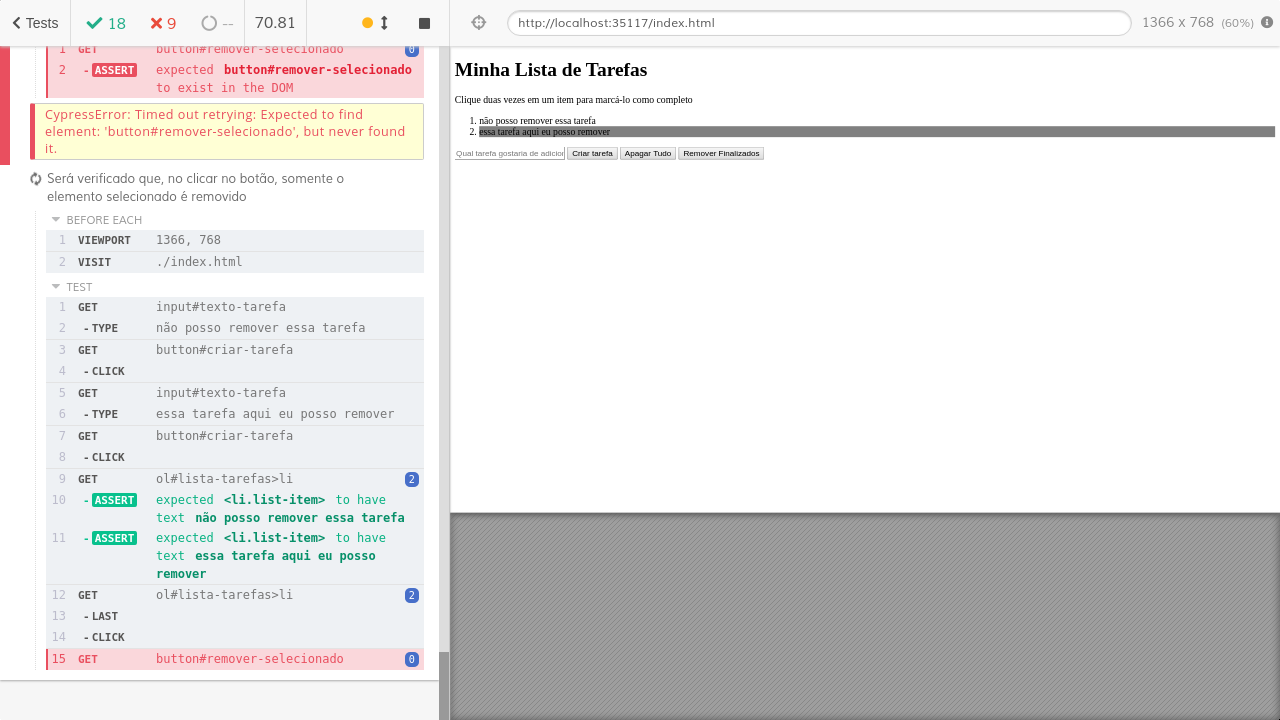 Tests 18 9 -- 70.81
http://localhost:35117/index.html 1366 x 768 (60%)
1 GET button#remover-selecionado 0
2 - ASSERT expected button#remover-selecionado
to exist in the DOM
CypressError: Timed out retrying: Expected to find
element: 'button#remover-selecionado', but never found
it.
Será verificado que, no clicar no botão, somente o
elemento selecionado é removido
BEFORE EACH
1 VIEWPORT 1366, 768
2 VISIT ./index.html
TEST
1 GET input#texto-tarefa
2 - TYPE não posso remover essa tarefa
3 GET button#criar-tarefa
4 - CLICK
5 GET input#texto-tarefa
6 - TYPE essa tarefa aqui eu posso remover
7 GET button#criar-tarefa
8 - CLICK
9 GET ol#lista-tarefas>li 2
10 - ASSERT expected <li.list-item> to have
text não posso remover essa tarefa
11 - ASSERT expected <li.list-item> to have
text essa tarefa aqui eu posso
remover
12 GET ol#lista-tarefas>li 2
13 - LAST
14 - CLICK
15 GET button#remover-selecionado 0
Minha Lista de Tarefas
Clique duas vezes em um item para marcá-lo como completo
1. não posso remover essa tarefa
2. essa tarefa aqui eu posso remover
Qual tarefa gostaria de adicior Criar tarefa Apagar Tudo Remover Finalizados